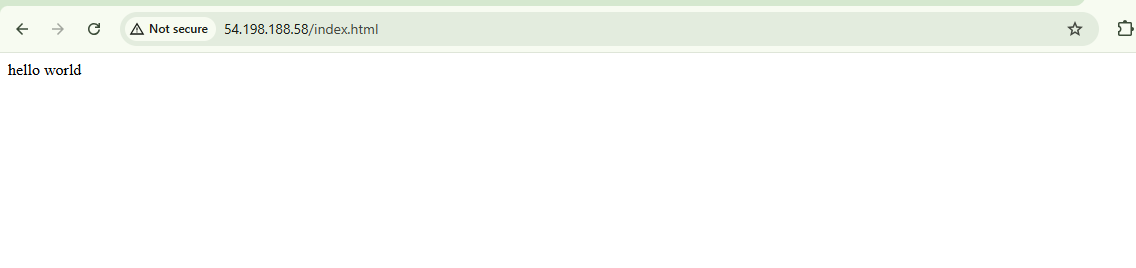 Not secure 54.198.188.58/index.html
hello world